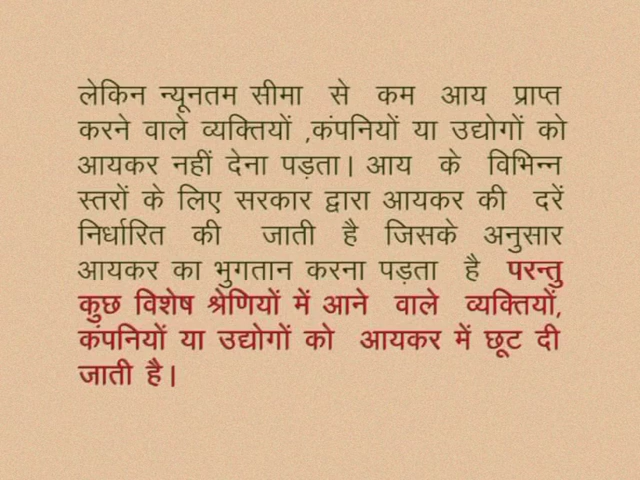 लेकिन न्यूनतम सीमा से कम आय प्राप्त
करने वाले व्यक्तियों ,कंपनियों या उद्योगों को
आयकर नहीं देना पड़ता। आय के विभिन्न
स्तरों के लिए सरकार द्वारा आयकर की दरें
निर्धारित की जाती है जिसके अनुसार
आयकर का भुगतान करना पड़ता है परन्तु
कुछ विशेष श्रेणियों में आने वाले व्यक्तियों,
कंपनियों या उद्योगों को आयकर में छूट दी
जाती है।